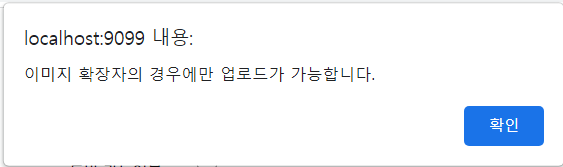 localhost:9099 내용:
이미지 확장자의 경우에만 업로드가 가능합니다.
확인